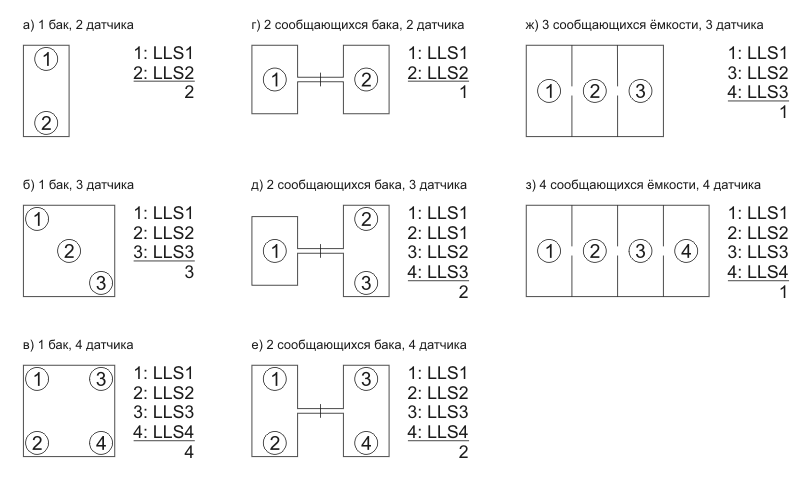 а) 1 бак, 2 датчика
1
2
1: LLS1
2: LLS2
2
г) 2 сообщающихся бака, 2 датчика
1
2
1: LLS1
2: LLS2
1
ж) 3 сообщающихся ёмкости, 3 датчика
1
2
3
1: LLS1
3: LLS2
4: LLS3
1
б) 1 бак, 3 датчика
1
2
3
1: LLS1
2: LLS2
3: LLS3
3
д) 2 сообщающихся бака, 3 датчика
1
2
3
1: LLS1
2: LLS1
3: LLS2
4: LLS3
2
з) 4 сообщающихся ёмкости, 4 датчика
1
2
3
4
1: LLS1
2: LLS2
3: LLS3
4: LLS4
1
в) 1 бак, 4 датчика
1
3
2
4
1: LLS1
2: LLS2
3: LLS3
4: LLS4
4
е) 2 сообщающихся бака, 4 датчика
1
3
2
4
1: LLS1
2: LLS2
3: LLS3
4: LLS4
2